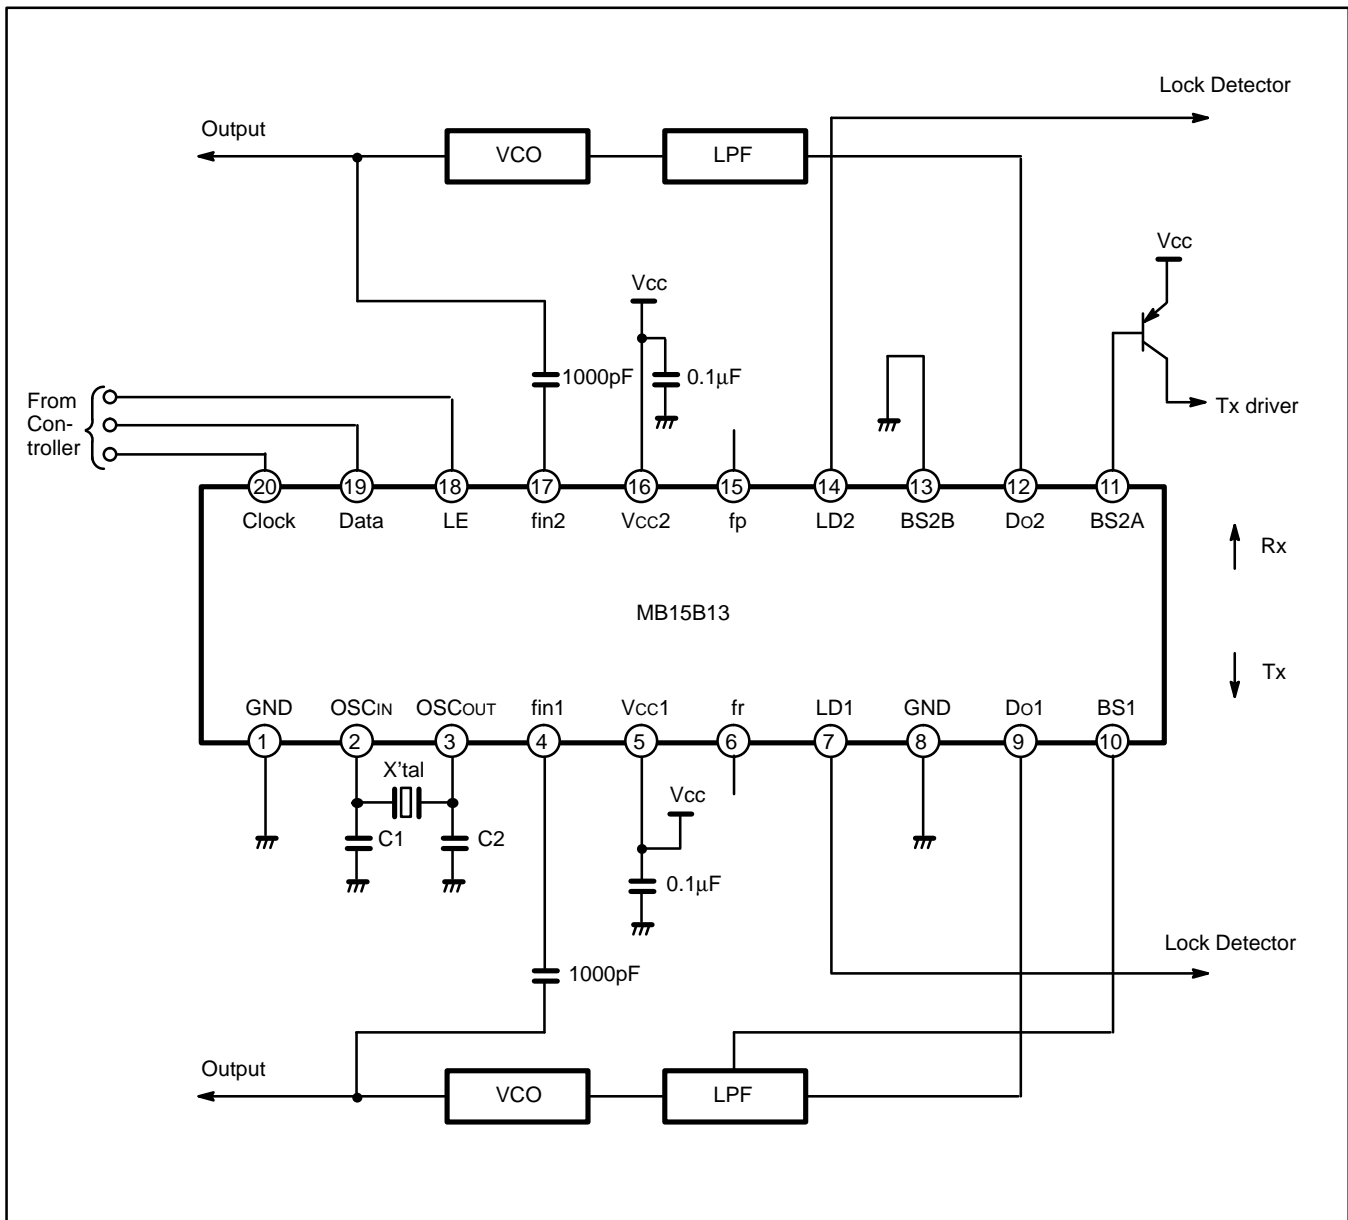 Lock Detector
Output
VCO
LPF
Vcc
Vcc
1000pF
0.1µF
From
Con-
troller
Tx driver
20
19
18
17
16
15
14
13
12
11
Clock
Data
LE
fin2
VCC2
fp
LD2
BS2B
DO2
BS2A
Rx
MB15B13
Tx
GND
OSCIN
OSCOUT
fin1
VCC1
fr
LD1
GND
DO1
BS1
1
2
3
4
5
6
7
8
9
10
X'tal
Vcc
C1
C2
0.1µF
Lock Detector
1000pF
Output
VCO
LPF